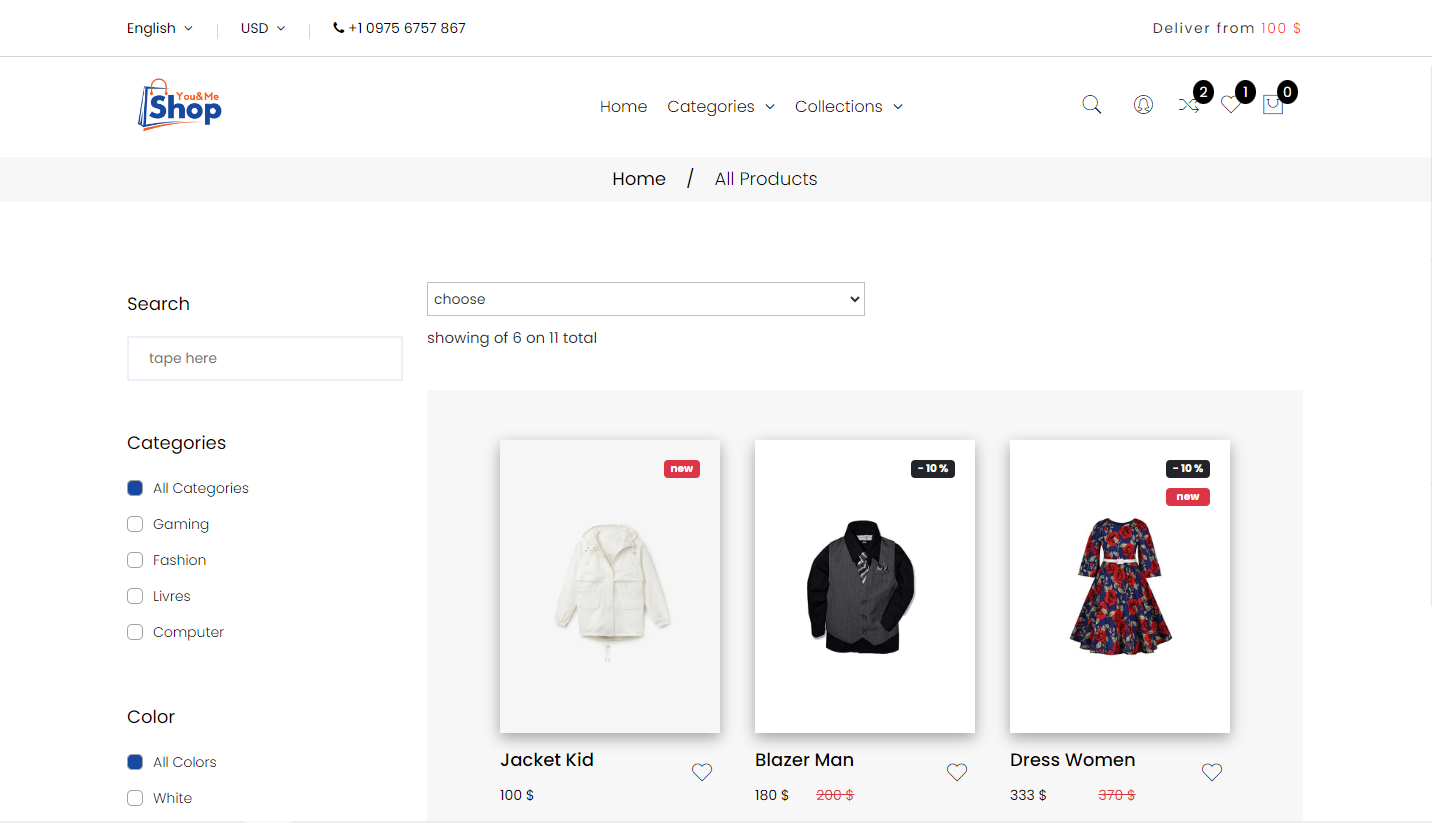 English USD +1 0975 6757 867 Deliver from 100 $
You&Me
Shop
Home Categories Collections 2 1 0
Home / All Products
Search
tape here
Categories
All Categories
Gaming
Fashion
Livres
Computer
Color
All Colors
White
choose
showing of 6 on 11 total
new
Jacket Kid
100 $
- 10 %
Blazer Man
180 $ 200 $
- 10 %
new
Dress Women
333 $ 370 $